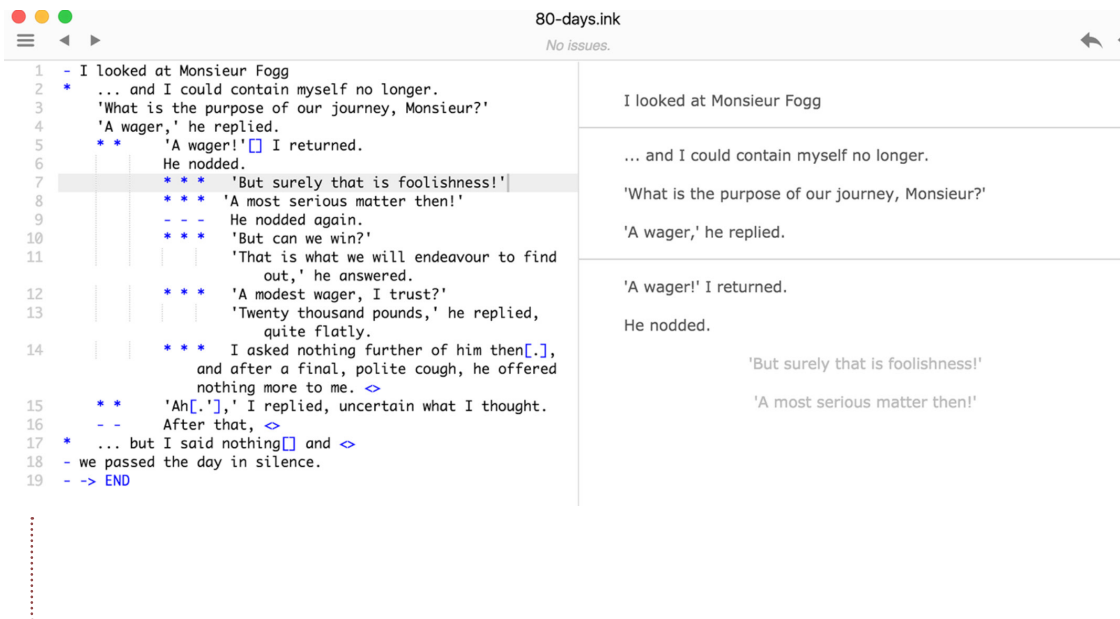 80-days.ink
No issues.
1 - I looked at Monsieur Fogg
2 * ... and I could contain myself no longer.
3 'What is the purpose of our journey, Monsieur?'
4 'A wager,' he replied.
5 * * 'A wager!'[] I returned.
6 He nodded.
7 * * * 'But surely that is foolishness!'
8 * * * 'A most serious matter then!'
9 - - - He nodded again.
10 * * * 'But can we win?'
11 'That is what we will endeavour to find
out,' he answered.
12 * * * 'A modest wager, I trust?'
13 'Twenty thousand pounds,' he replied,
quite flatly.
14 * * * I asked nothing further of him then[.],
and after a final, polite cough, he offered
nothing more to me. <>
15 * * 'Ah[.'],' I replied, uncertain what I thought.
16 - - After that, <>
17 * ... but I said nothing[] and <>
18 - we passed the day in silence.
19 - -> END
I looked at Monsieur Fogg
... and I could contain myself no longer.
'What is the purpose of our journey, Monsieur?'
'A wager,' he replied.
'A wager!' I returned.
He nodded.
'But surely that is foolishness!'
'A most serious matter then!'